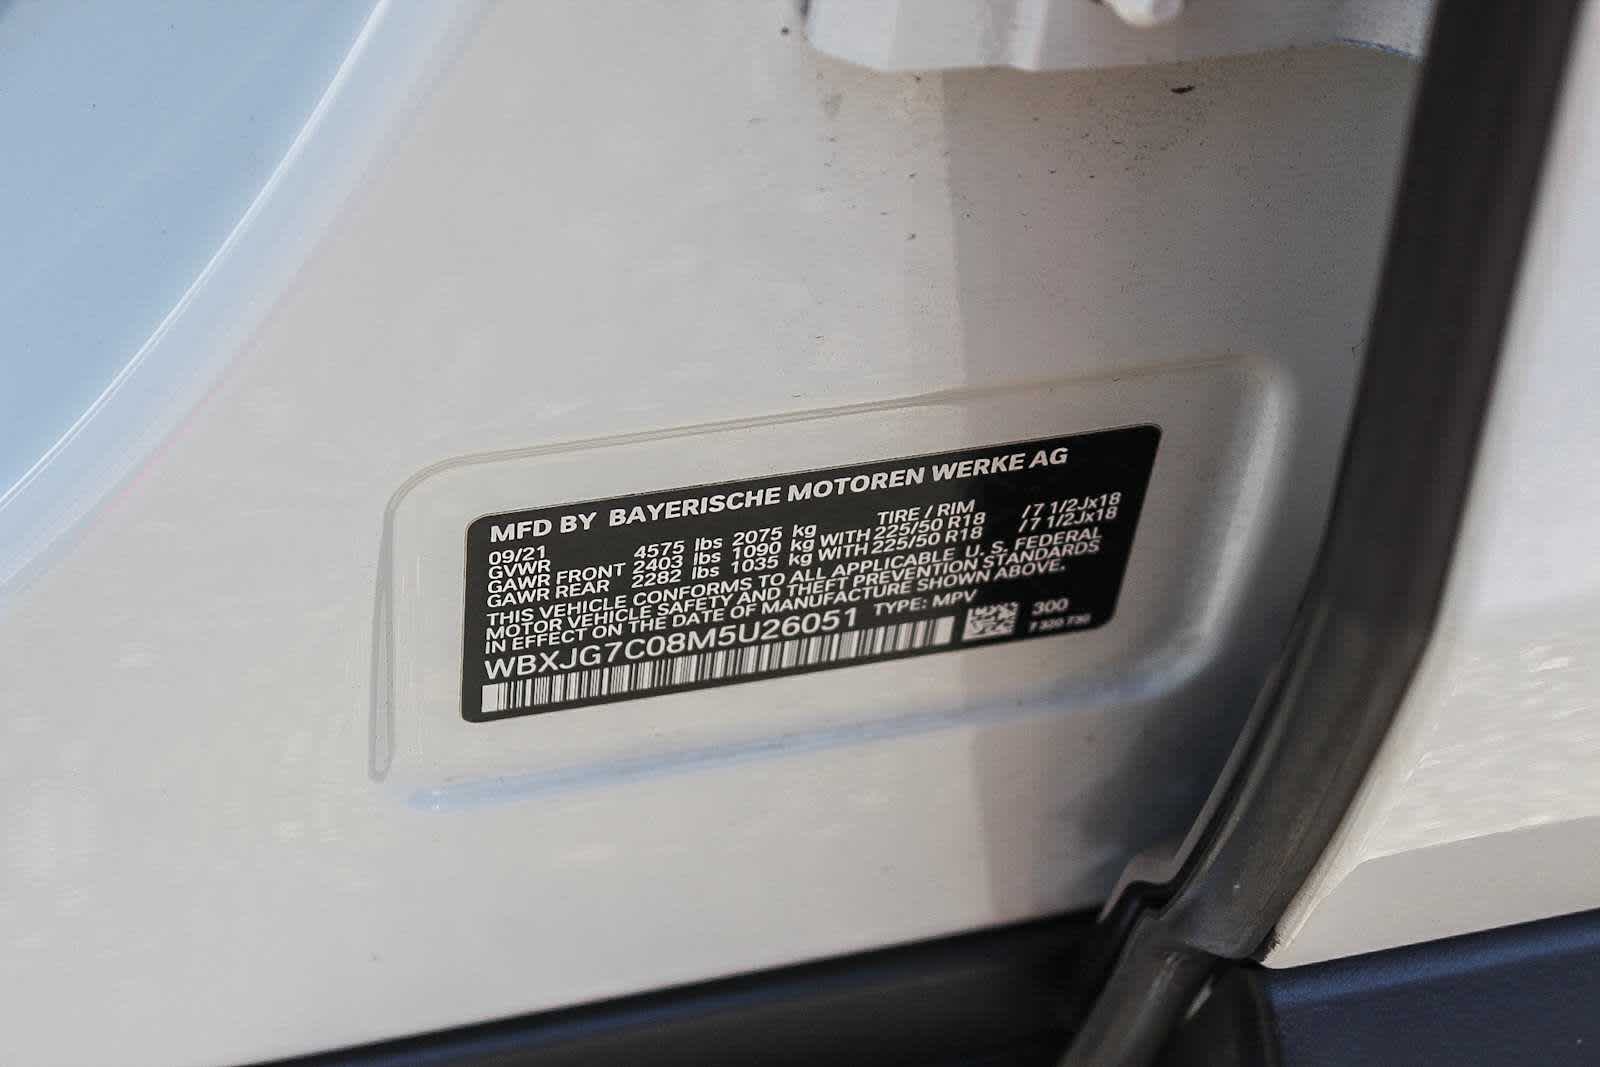 MFD BY BAYERISCHE MOTOREN WERKE AG
09/21 TIRE / RIM
GVWR 4575 lbs 2075 kg
GAWR FRONT 2403 lbs 1090 kg WITH 225/50 R18 /7 1/2Jx18
GAWR REAR 2282 lbs 1035 kg WITH 225/50 R18 /7 1/2Jx18
THIS VEHICLE CONFORMS TO ALL APPLICABLE U. S. FEDERAL
MOTOR VEHICLE SAFETY AND THEFT PREVENTION STANDARDS
IN EFFECT ON THE DATE OF MANUFACTURE SHOWN ABOVE.
WBXJG7C08M5U26051 TYPE: MPV
300